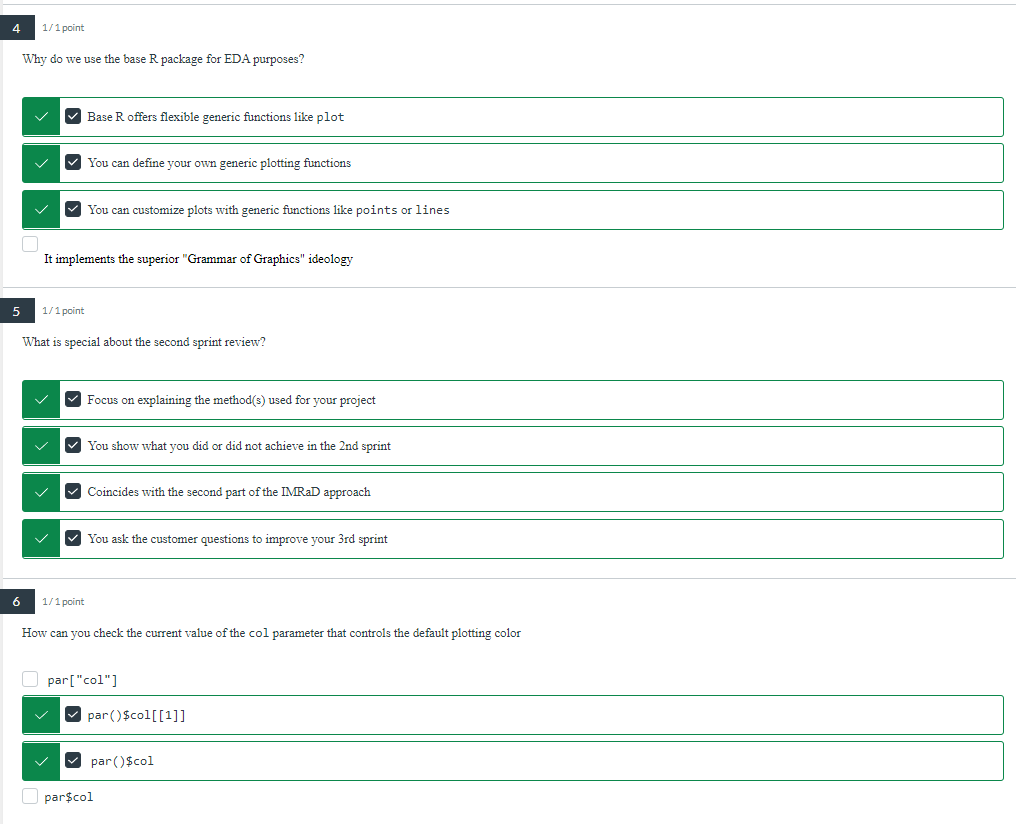 4 1 / 1 point
Why do we use the base R package for EDA purposes?
Base R offers flexible generic functions like plot
You can define your own generic plotting functions
You can customize plots with generic functions like points or lines
It implements the superior "Grammar of Graphics" ideology
5 1 / 1 point
What is special about the second sprint review?
Focus on explaining the method(s) used for your project
You show what you did or did not achieve in the 2nd sprint
Coincides with the second part of the IMRaD approach
You ask the customer questions to improve your 3rd sprint
6 1 / 1 point
How can you check the current value of the col parameter that controls the default plotting color
par["col"]
par()$col[[1]]
par()$col
par$col